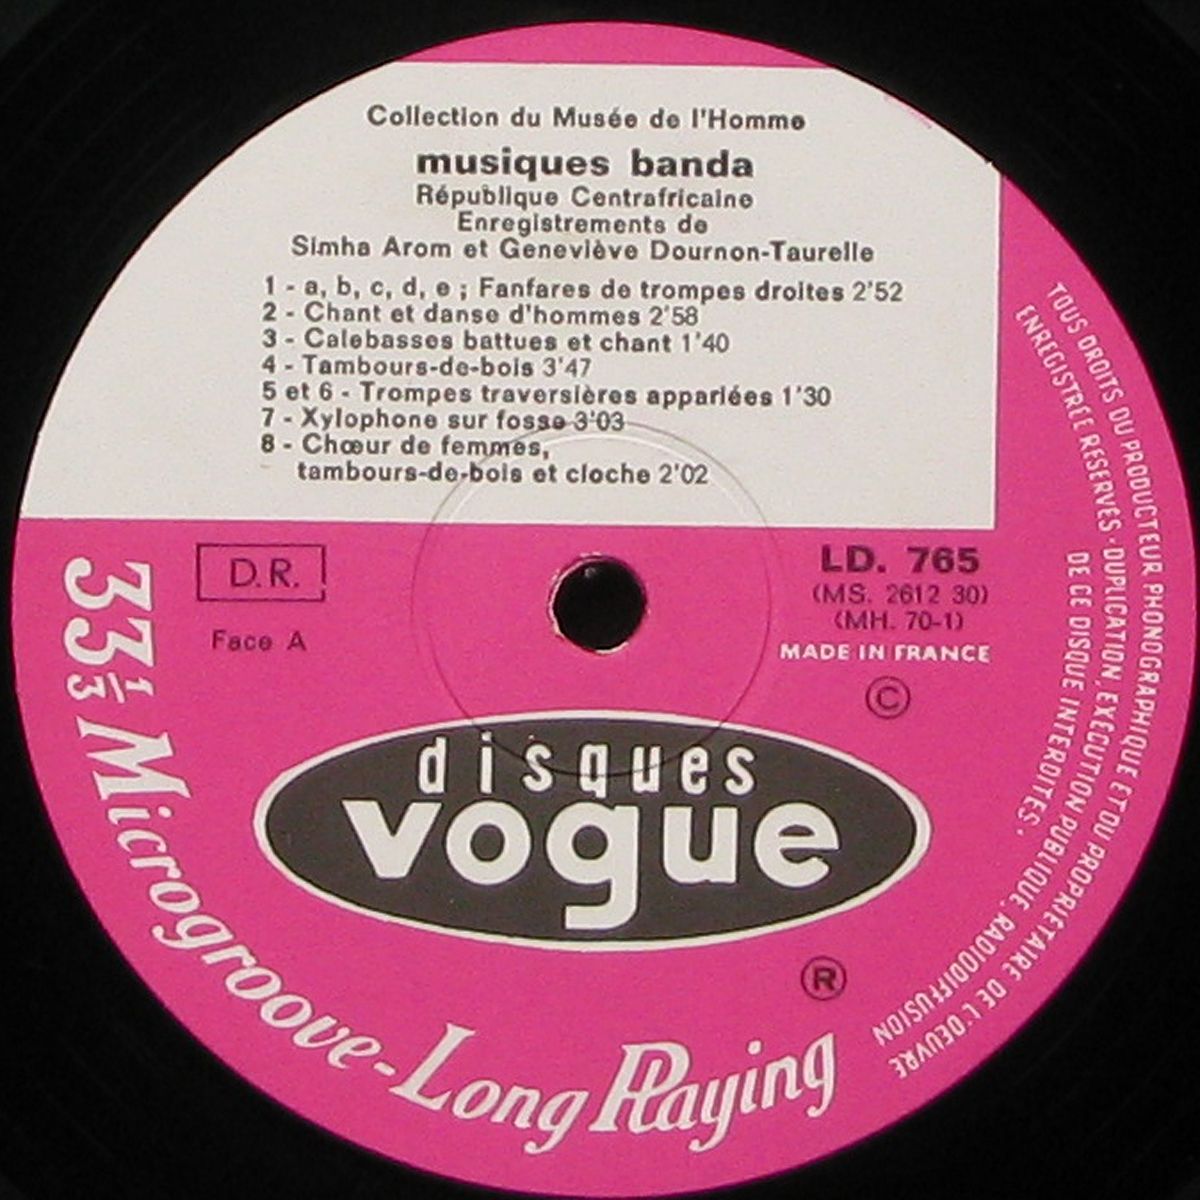 Collection du Musée de l'Homme
musiques banda
République Centrafricaine
Enregistrements de
Simha Arom et Geneviève Dournon-Taurelle
1 - a, b, c, d, e ; Fanfares de trompes droites 2'52
2 - Chant et danse d'hommes 2'58
3 - Calebasses battues et chant 1'40
4 - Tambours-de-bois 3'47
5 et 6 - Trompes traversières appariées 1'30
7 - Xylophone sur fosse 3'03
8 - Chœur de femmes,
tambours-de-bois et cloche 2'02
D.R.
Face A
LD. 765
(MS. 2612 30)
(MH. 70-1)
MADE IN FRANCE
©
disques
vogue
®
33 1/3 Microgroove - Long Playing
TOUS DROITS DU PRODUCTEUR PHONOGRAPHIQUE ET DU PROPRIÉTAIRE DE L'OEUVRE
ENREGISTRÉE RÉSERVÉS · DUPLICATION, EXÉCUTION PUBLIQUE, RADIODIFFUSION
DE CE DISQUE INTERDITES.